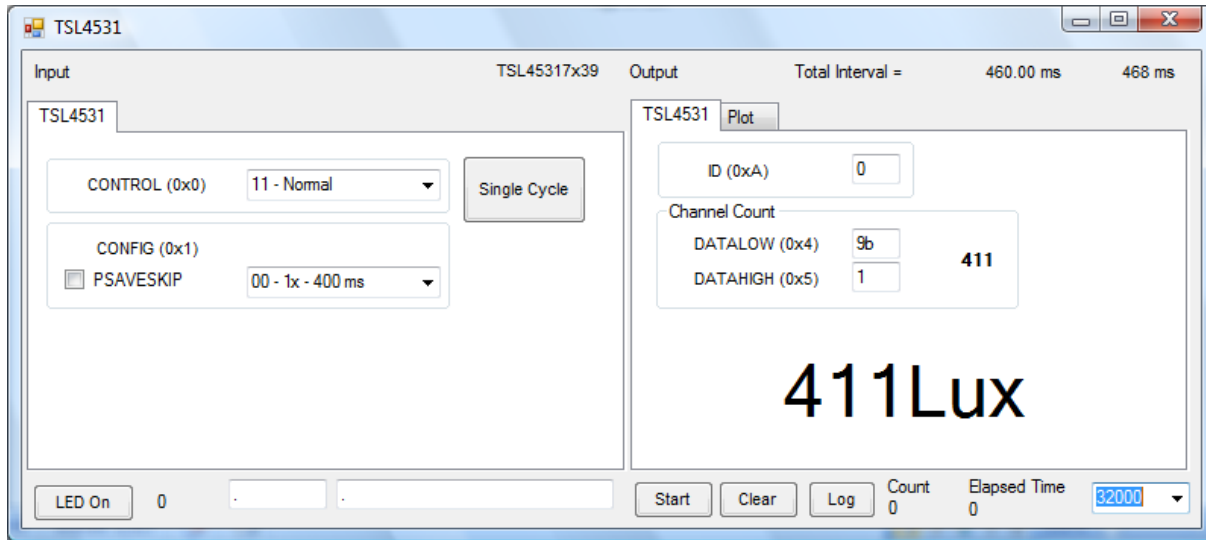 TSL4531
Input TSL45317x39 Output Total Interval = 460.00 ms 468 ms
TSL4531
TSL4531 Plot
CONTROL (0x0) 11 - Normal Single Cycle
CONFIG (0x1)
PSAVESKIP 00 - 1x - 400 ms
ID (0xA) 0
Channel Count
DATALOW (0x4) 9b
411
DATAHIGH (0x5) 1
411Lux
LED On 0 . .
Start Clear Log Count Elapsed Time 32000
0 0